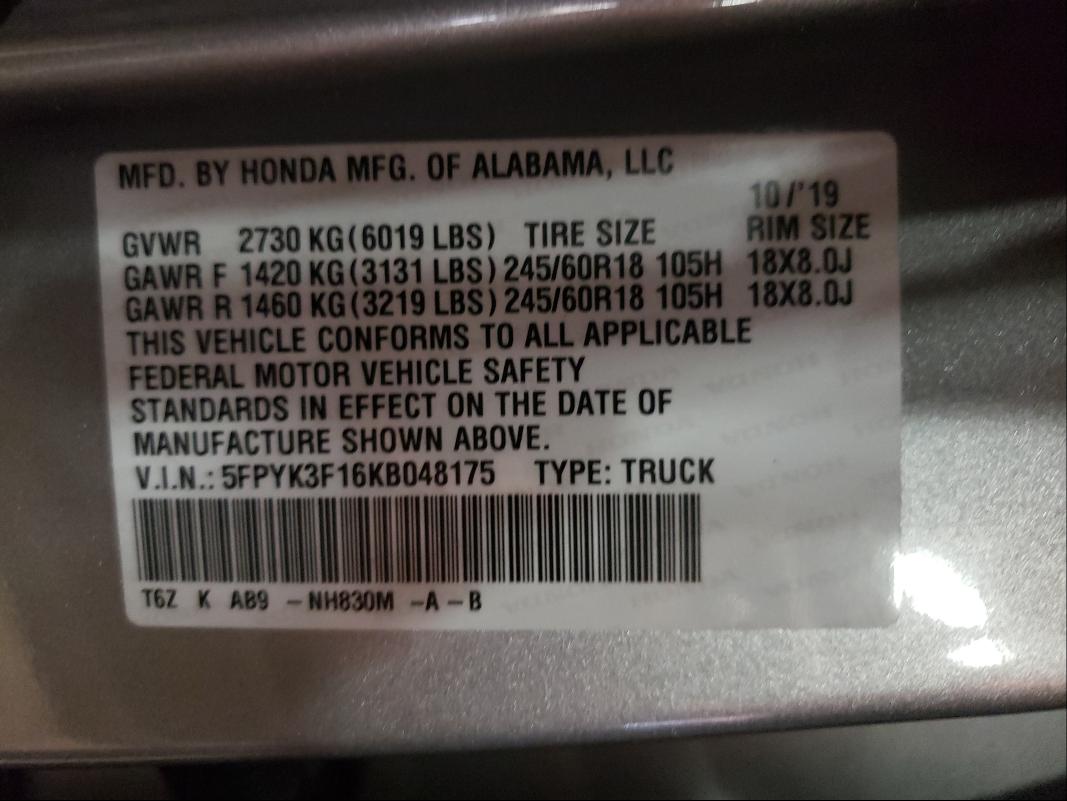 MFD. BY HONDA MFG. OF ALABAMA, LLC
10/'19
GVWR 2730 KG(6019 LBS) TIRE SIZE RIM SIZE
GAWR F 1420 KG(3131 LBS) 245/60R18 105H 18X8.0J
GAWR R 1460 KG(3219 LBS) 245/60R18 105H 18X8.0J
THIS VEHICLE CONFORMS TO ALL APPLICABLE
FEDERAL MOTOR VEHICLE SAFETY
STANDARDS IN EFFECT ON THE DATE OF
MANUFACTURE SHOWN ABOVE.
V.I.N.: 5FPYK3F16KB048175 TYPE: TRUCK
T6Z K AB9 -NH830M -A -B